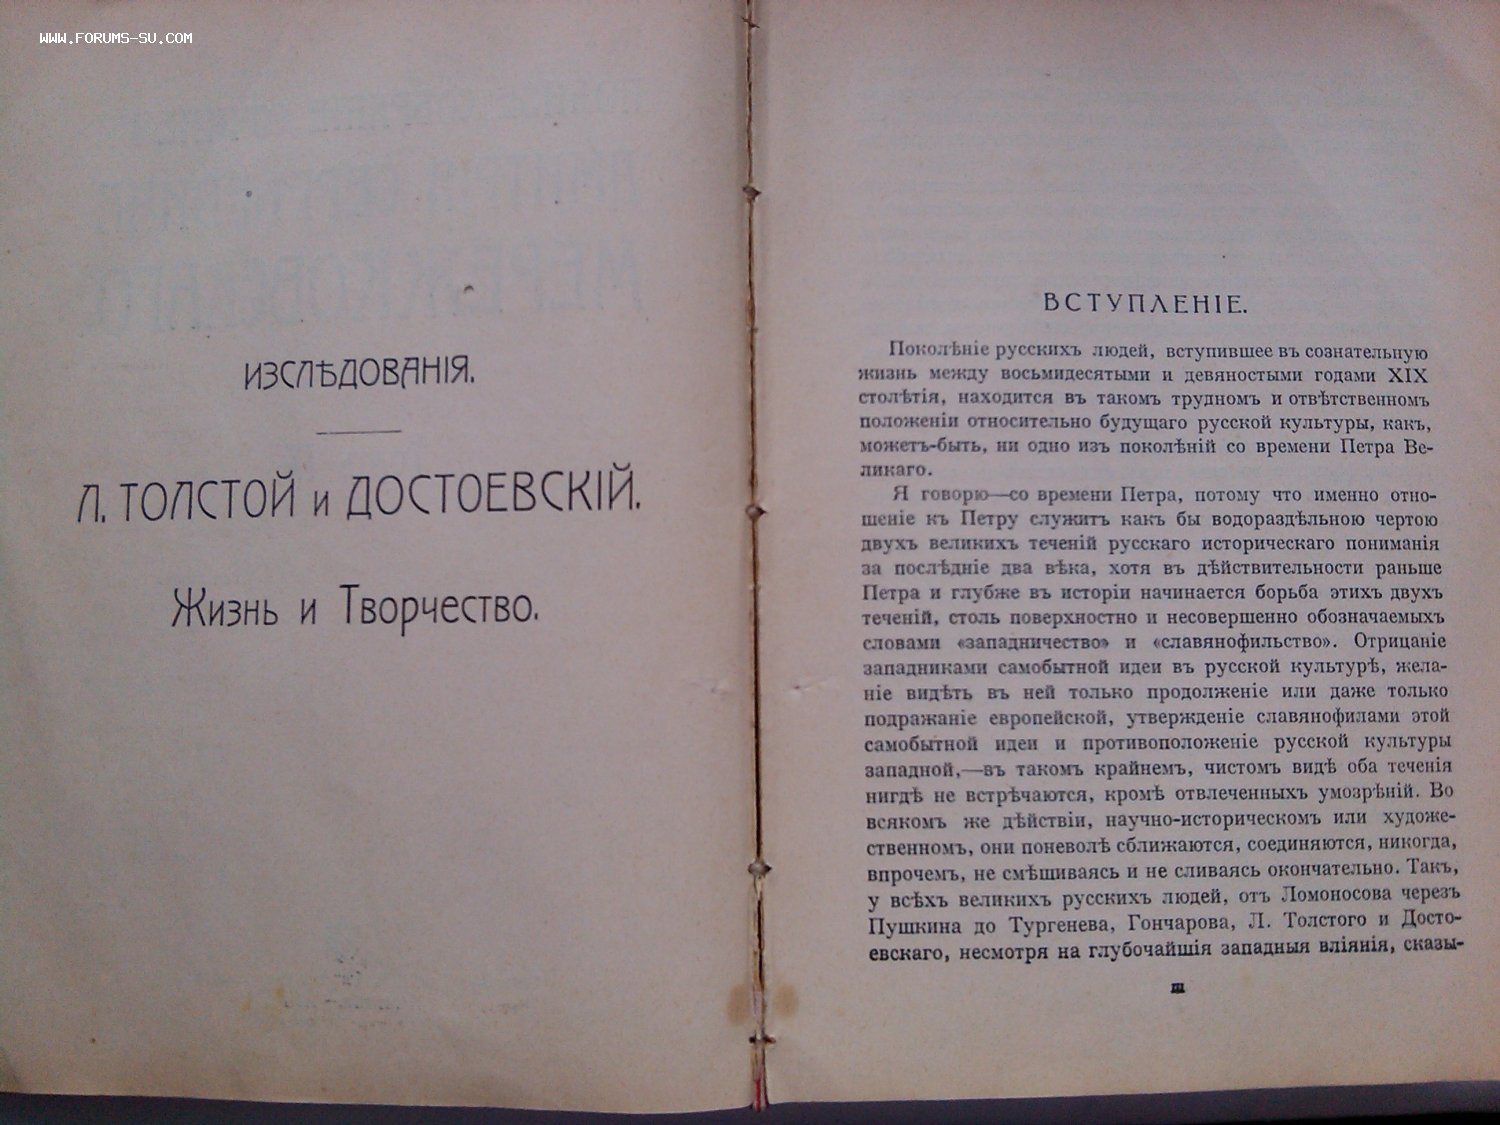 WWW.FORUMS-SU.COM
ИЗСЛѢДОВАНІЯ.
Л. ТОЛСТОЙ и ДОСТОЕВСКІЙ.
Жизнь и Творчество.
ВСТУПЛЕНІЕ.
Поколѣніе русскихъ людей, вступившее въ сознательную
жизнь между восьмидесятыми и девяностыми годами XIX
столѣтія, находится въ такомъ трудномъ и отвѣтственномъ
положеніи относительно будущаго русской культуры, какъ,
можетъ-быть, ни одно изъ поколѣній со времени Петра Ве-
ликаго.
Я говорю—со времени Петра, потому что именно отно-
шеніе къ Петру служитъ какъ бы водораздѣльною чертою
двухъ великихъ теченій русскаго историческаго пониманія
за послѣдніе два вѣка, хотя въ дѣйствительности раньше
Петра и глубже въ исторіи начинается борьба этихъ двухъ
теченій, столь поверхностно и несовершенно обозначаемыхъ
словами «западничество» и «славянофильство». Отрицаніе
западниками самобытной идеи въ русской культурѣ, жела-
ніе видѣть въ ней только продолженіе или даже только
подражаніе европейской, утвержденіе славянофилами этой
самобытной идеи и противоположеніе русской культуры
западной,—въ такомъ крайнемъ, чистомъ видѣ оба теченія
нигдѣ не встрѣчаются, кромѣ отвлеченныхъ умозрѣній. Во
всякомъ же дѣйствіи, научно-историческомъ или художе-
ственномъ, они поневолѣ сближаются, соединяются, никогда,
впрочемъ, не смѣшиваясь и не сливаясь окончательно. Такъ,
у всѣхъ великихъ русскихъ людей, отъ Ломоносова черезъ
Пушкина до Тургенева, Гончарова, Л. Толстого и Досто-
евскаго, несмотря на глубочайшія западныя вліянія, сказы-
III